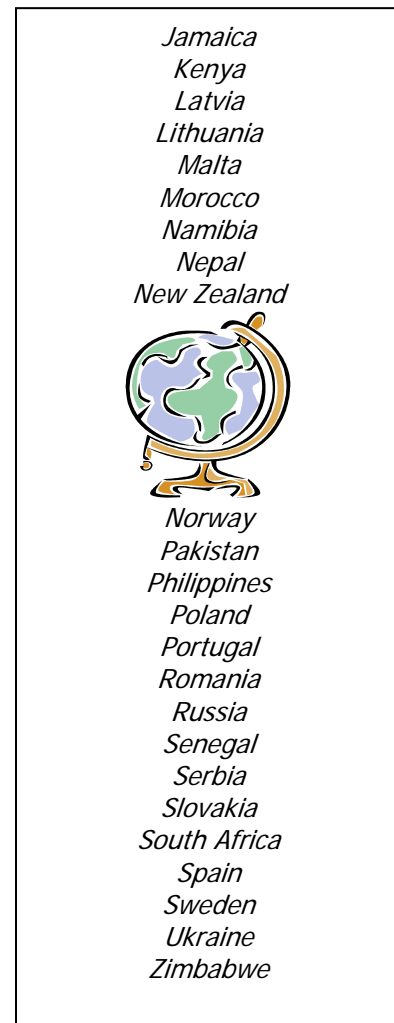 Jamaica
Kenya
Latvia
Lithuania
Malta
Morocco
Namibia
Nepal
New Zealand
Norway
Pakistan
Philippines
Poland
Portugal
Romania
Russia
Senegal
Serbia
Slovakia
South Africa
Spain
Sweden
Ukraine
Zimbabwe